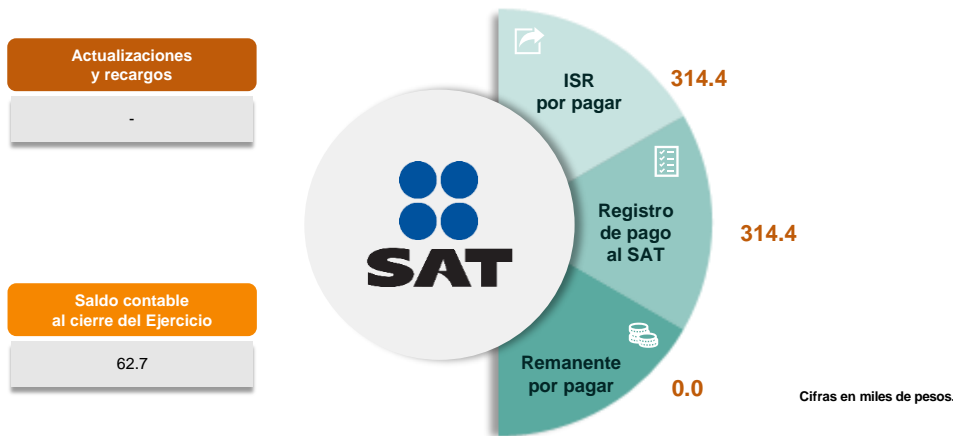 Actualizaciones
y recargos
-
Saldo contable
al cierre del Ejercicio
62.7
SAT
ISR
por pagar
314.4
Registro
de pago
al SAT
314.4
Remanente
por pagar
0.0
Cifras en miles de pesos.